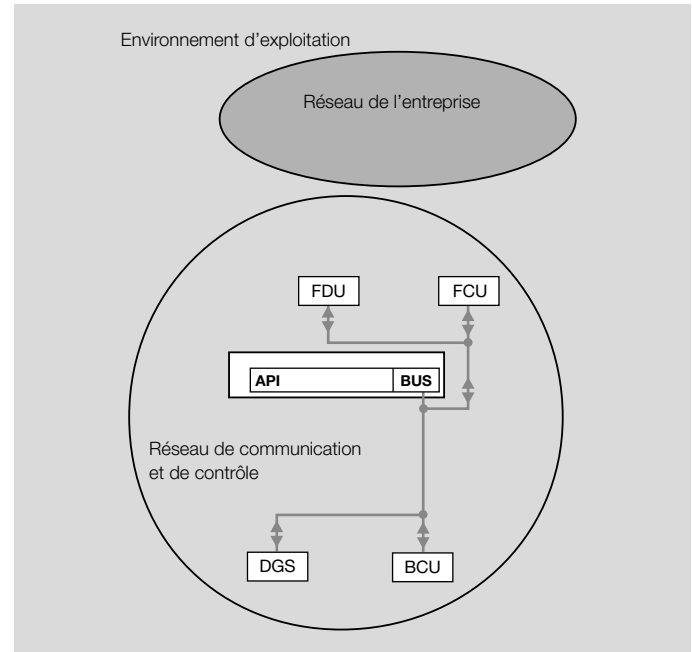 Environnement d'exploitation
Réseau de l'entreprise
FDU
FCU
API
BUS
Réseau de communication
et de contrôle
DGS
BCU